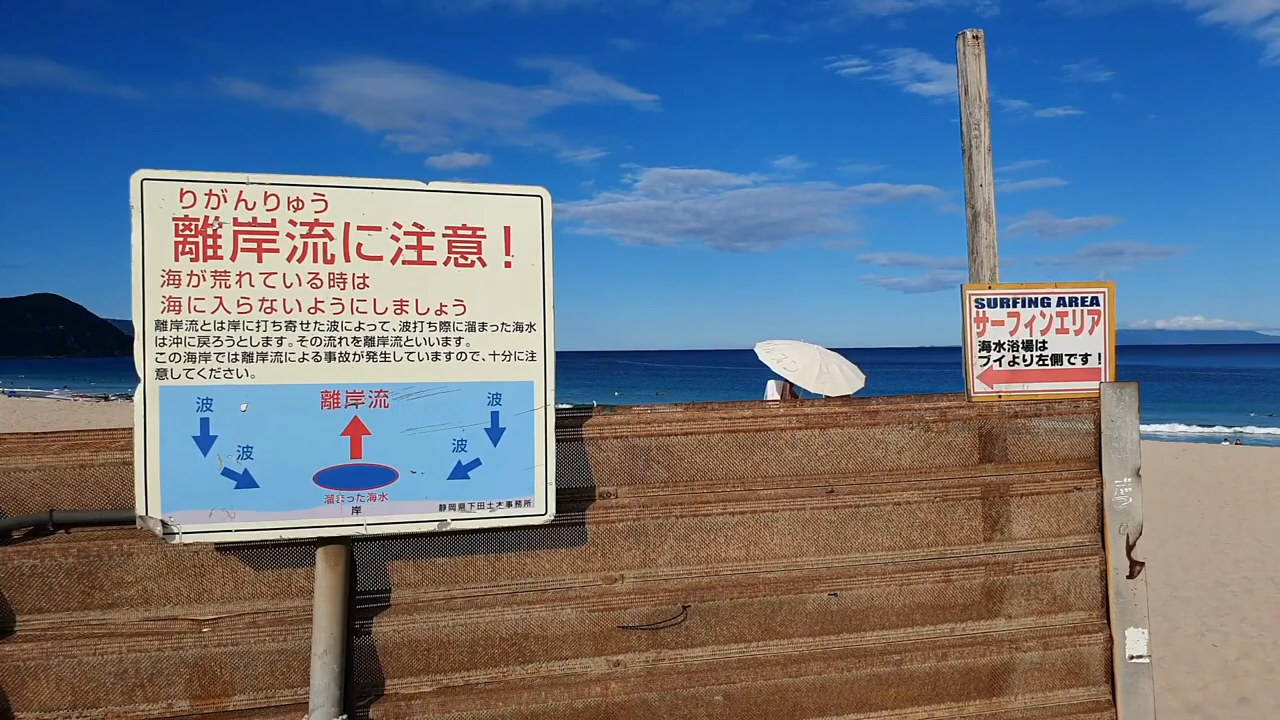 りがんりゅう
離岸流に注意！
海が荒れている時は
海に入らないようにしましょう
離岸流とは岸に打ち寄せた波によって、波打ち際に溜まった海水
は沖に戻ろうとします。その流れを離岸流といいます。
この海岸では離岸流による事故が発生していますので、十分に注
意してください。
波
離岸流
波
波
波
溜まった海水
岸
静岡県下田土木事務所
SURFING AREA
サーフィンエリア
海水浴場は
ブイより左側です！